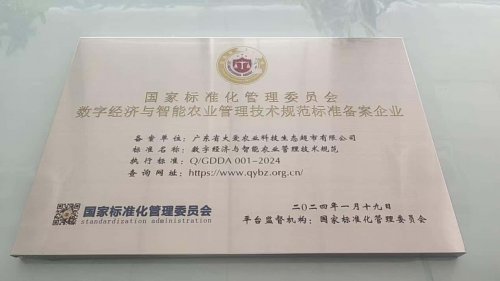 国家标准化管理委员会
数字经济与智能农业管理技术规范标准备案企业
备案单位：广东省大爱农业科技生态超市有限公司
标准名称：数字经济与智能农业管理技术规范
执行标准：Q/GDDA 001-2024
查询网址：https://www.qybz.org.cn/
国家标准化管理委员会
standardization administration
二〇二四年一月十九日
平台监督机构：国家标准化管理委员会